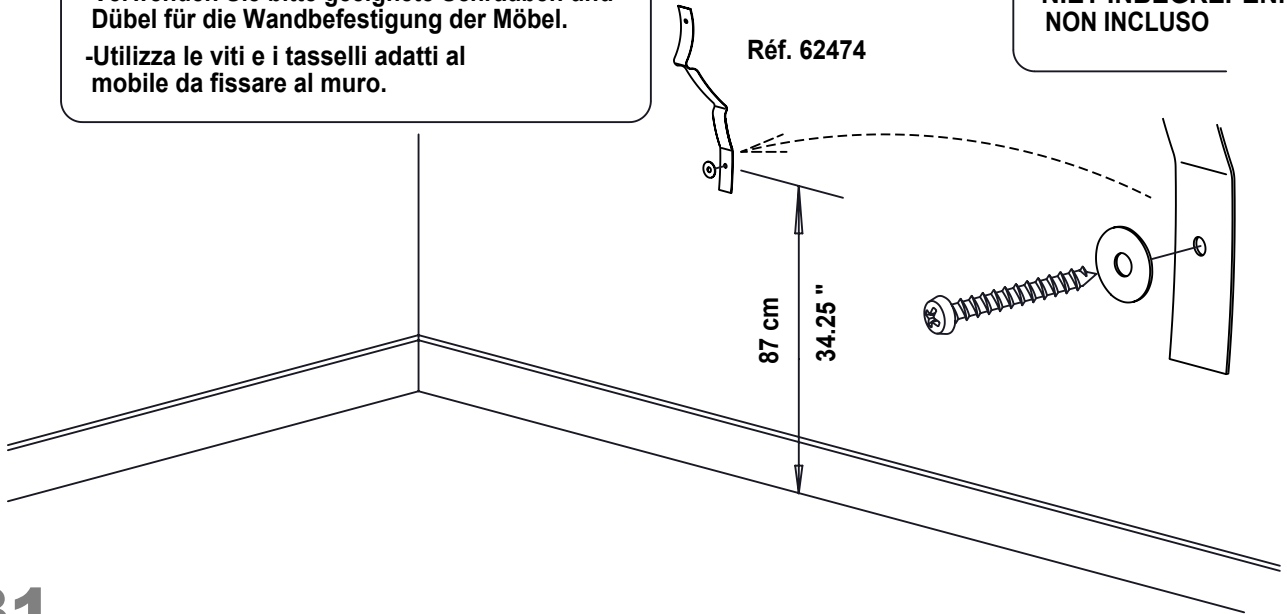 Dübel für die Wandbefestigung der Möbel.
-Utilizza le viti e i tasselli adatti al
mobile da fissare al muro.
Réf. 62474
NON INCLUSO
87 cm
34.25 "
31